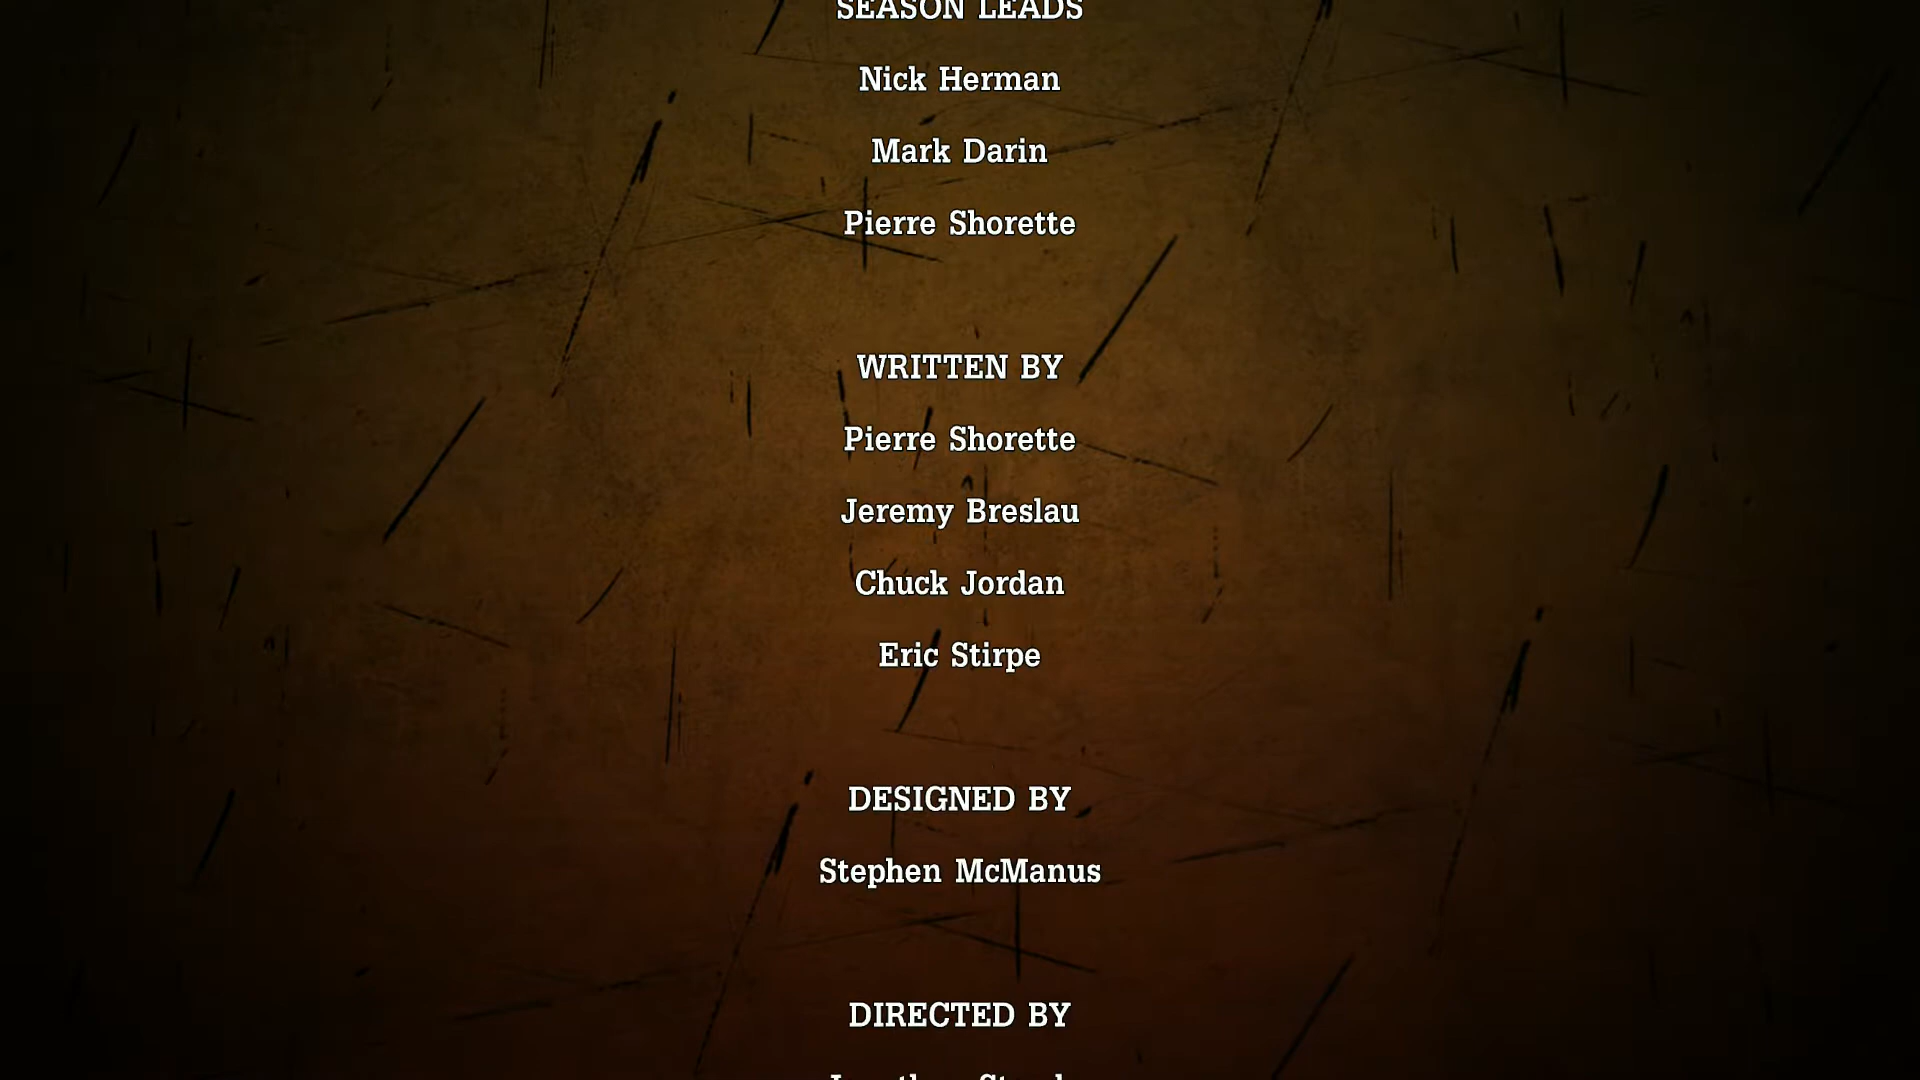 SEASON LEADS
Nick Herman
Mark Darin
Pierre Shorette
WRITTEN BY
Pierre Shorette
Jeremy Breslau
Chuck Jordan
Eric Stirpe
DESIGNED BY
Stephen McManus
DIRECTED BY